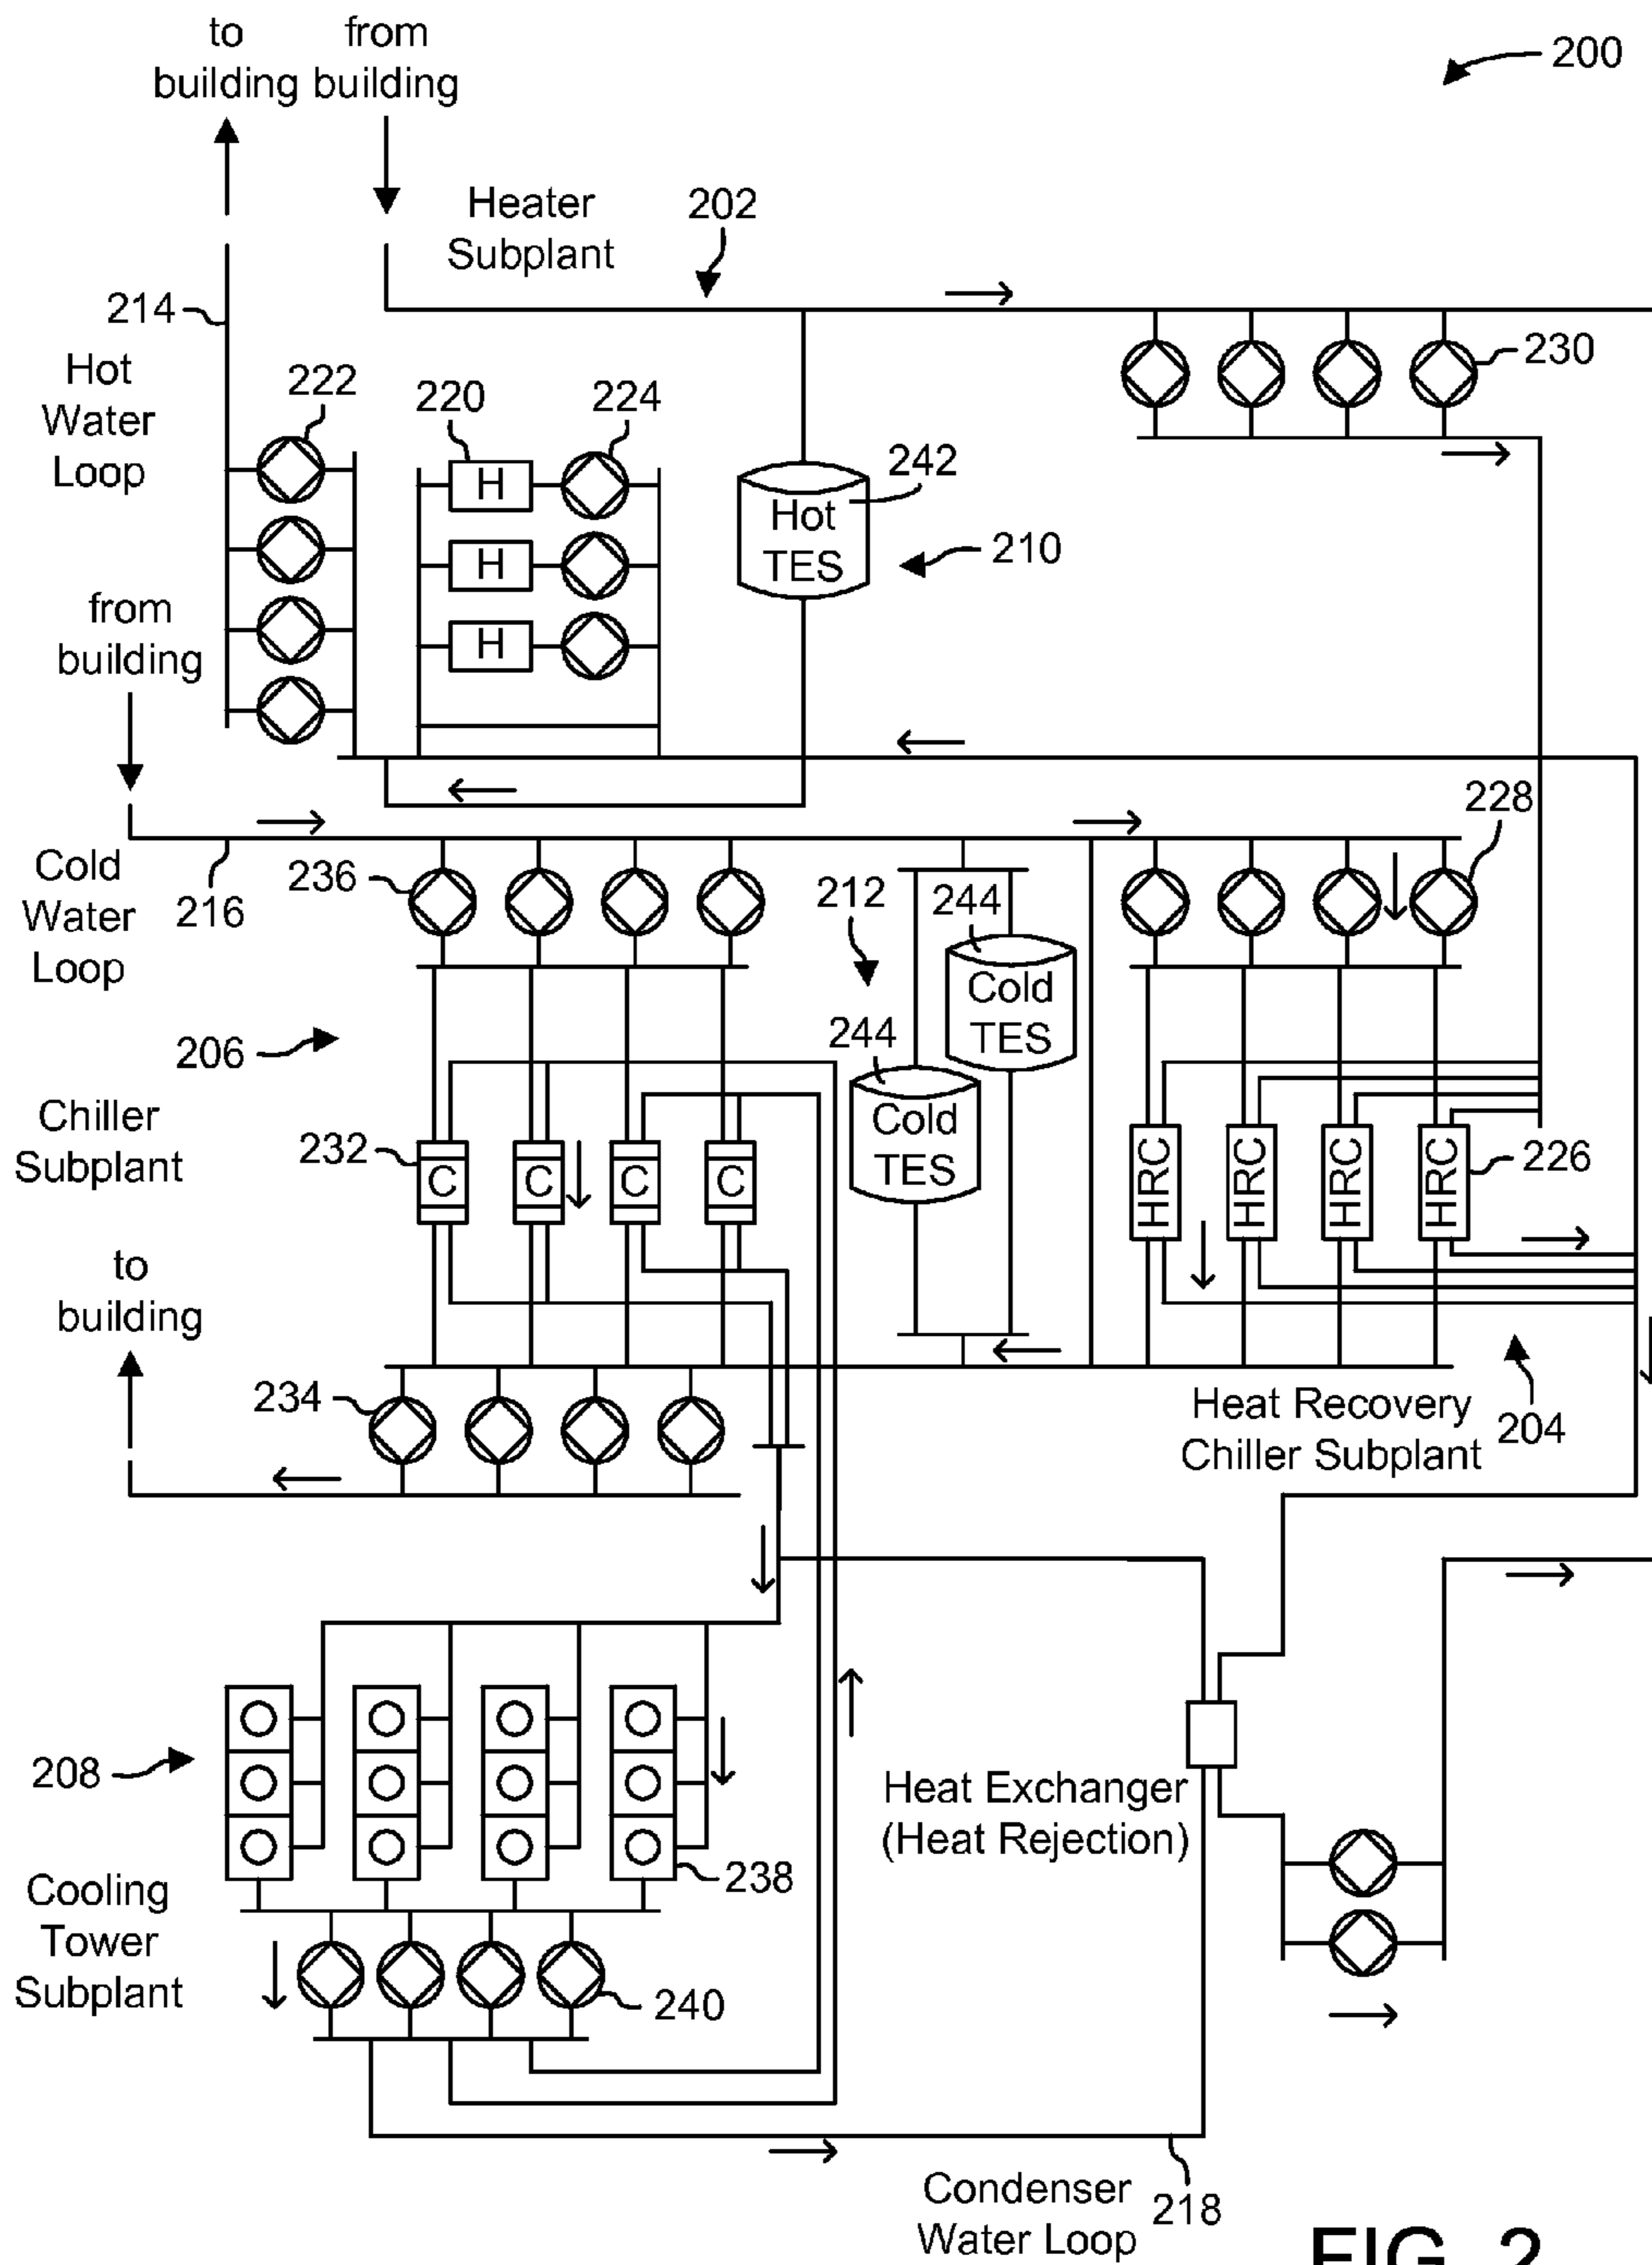 to
building
from
building
200
Heater
Subplant
202
214
Hot
Water
Loop
222
220
224
230
H
H
H
Hot
TES
242
210
from
building
228
Cold
Water
Loop
216
236
212
244
Cold
TES
244
Cold
TES
206
Chiller
Subplant
232
C
C
C
C
HRC
HRC
HRC
HRC
226
to
building
234
Heat Recovery
Chiller Subplant
204
208
Heat Exchanger
(Heat Rejection)
238
Cooling
Tower
Subplant
240
Condenser
Water Loop
218
FIG. 2